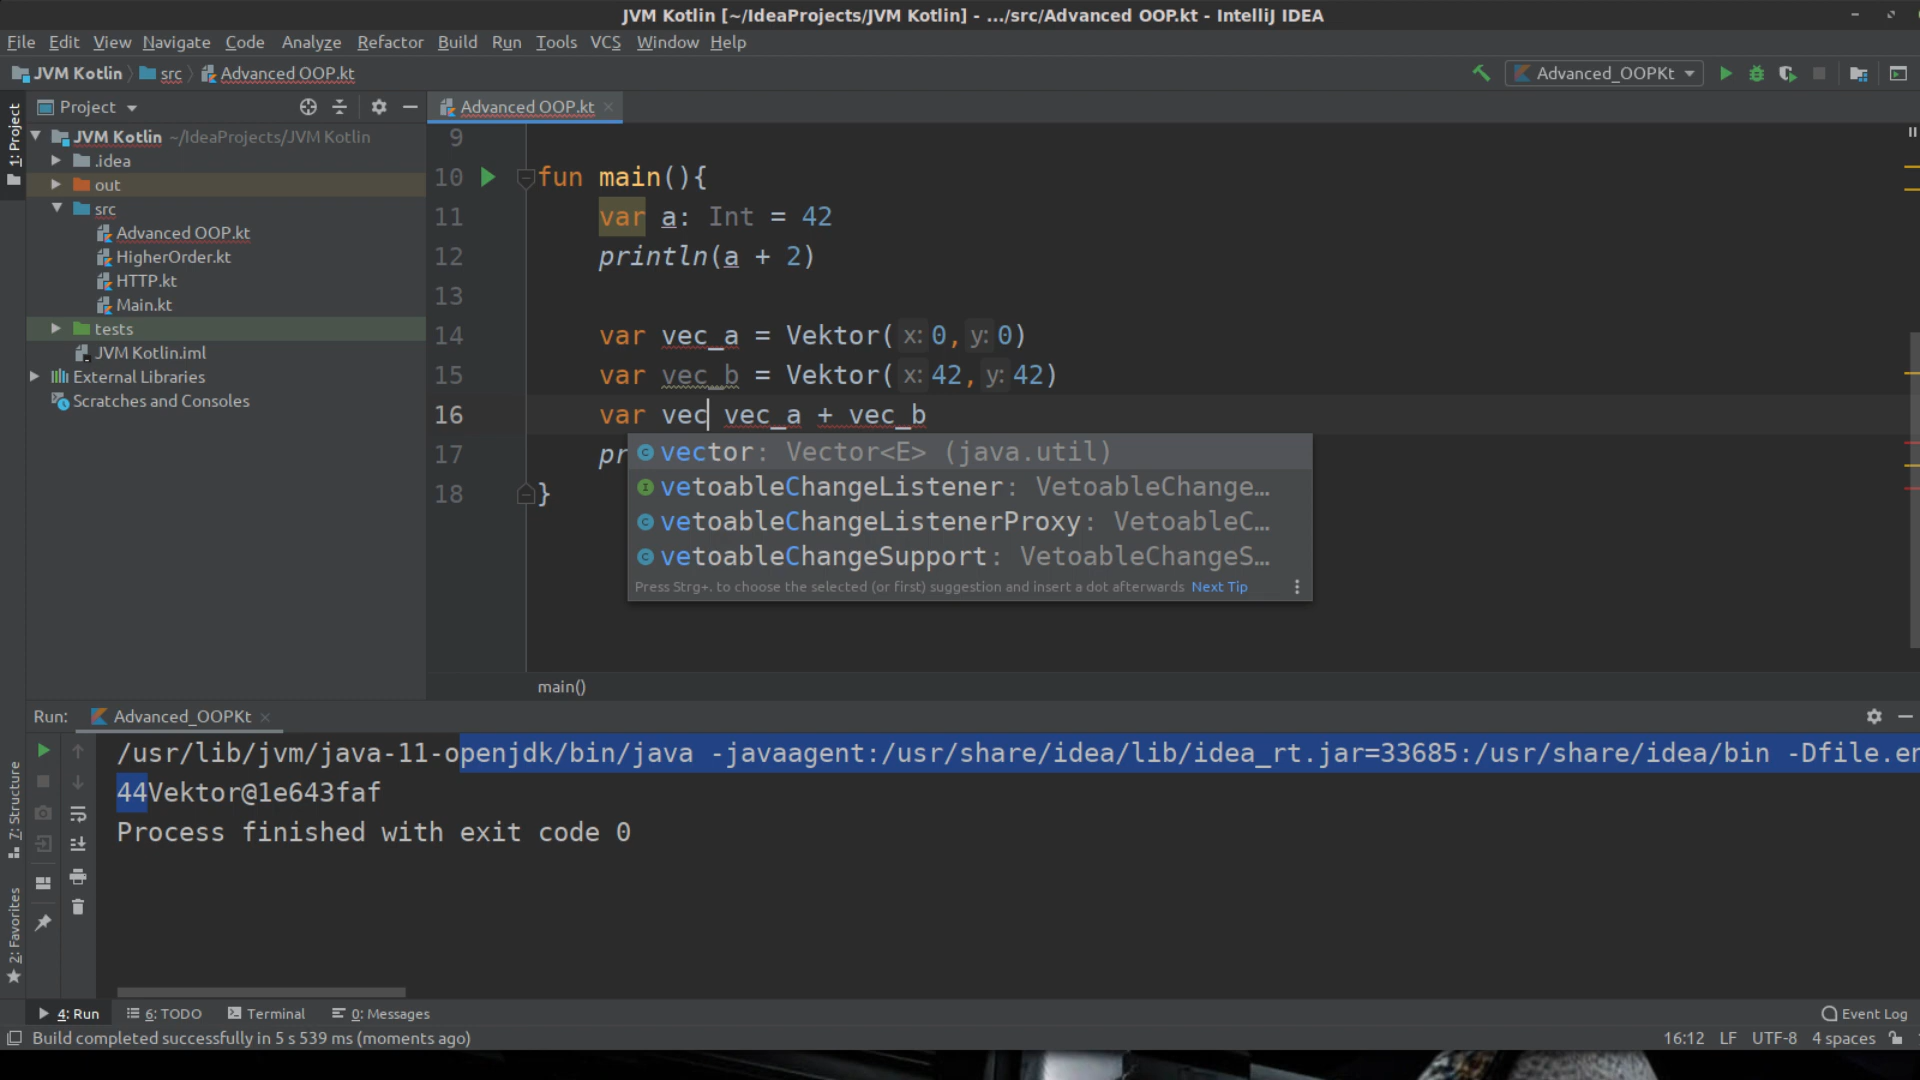 JVM Kotlin [~/IdeaProjects/JVM Kotlin] - .../src/Advanced OOP.kt - IntelliJ IDEA
File Edit View Navigate Code Analyze Refactor Build Run Tools VCS Window Help
JVM Kotlin src Advanced OOP.kt Advanced_OOPKt
1: Project
Project
Advanced OOP.kt
JVM Kotlin ~/IdeaProjects/JVM Kotlin
.idea
out
src
Advanced OOP.kt
HigherOrder.kt
HTTP.kt
Main.kt
tests
JVM Kotlin.iml
External Libraries
Scratches and Consoles
9
10 fun main(){
11 var a: Int = 42
12 println(a + 2)
13
14 var vec_a = Vektor( x: 0, y: 0)
15 var vec_b = Vektor( x: 42, y: 42)
16 var vec vec_a + vec_b
17 pr
18 }
vector: Vector<E> (java.util)
vetoableChangeListener: VetoableChange…
vetoableChangeListenerProxy: VetoableC…
vetoableChangeSupport: VetoableChangeS…
Press Strg+. to choose the selected (or first) suggestion and insert a dot afterwards Next Tip
main()
Run: Advanced_OOPKt
/usr/lib/jvm/java-11-openjdk/bin/java -javaagent:/usr/share/idea/lib/idea_rt.jar=33685:/usr/share/idea/bin -Dfile.en
44Vektor@1e643faf
Process finished with exit code 0
7: Structure
2: Favorites
4: Run 6: TODO Terminal 0: Messages Event Log
Build completed successfully in 5 s 539 ms (moments ago) 16:12 LF UTF-8 4 spaces